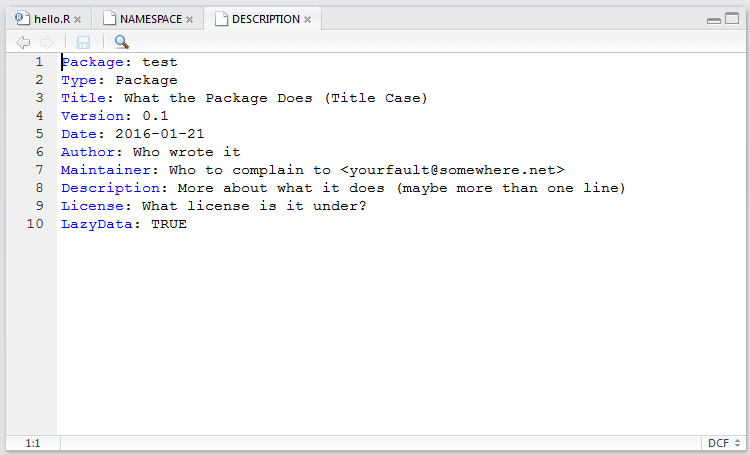 hello.R
NAMESPACE
DESCRIPTION
1 Package: test
2 Type: Package
3 Title: What the Package Does (Title Case)
4 Version: 0.1
5 Date: 2016-01-21
6 Author: Who wrote it
7 Maintainer: Who to complain to <yourfault@somewhere.net>
8 Description: More about what it does (maybe more than one line)
9 License: What license is it under?
10 LazyData: TRUE
1:1
DCF